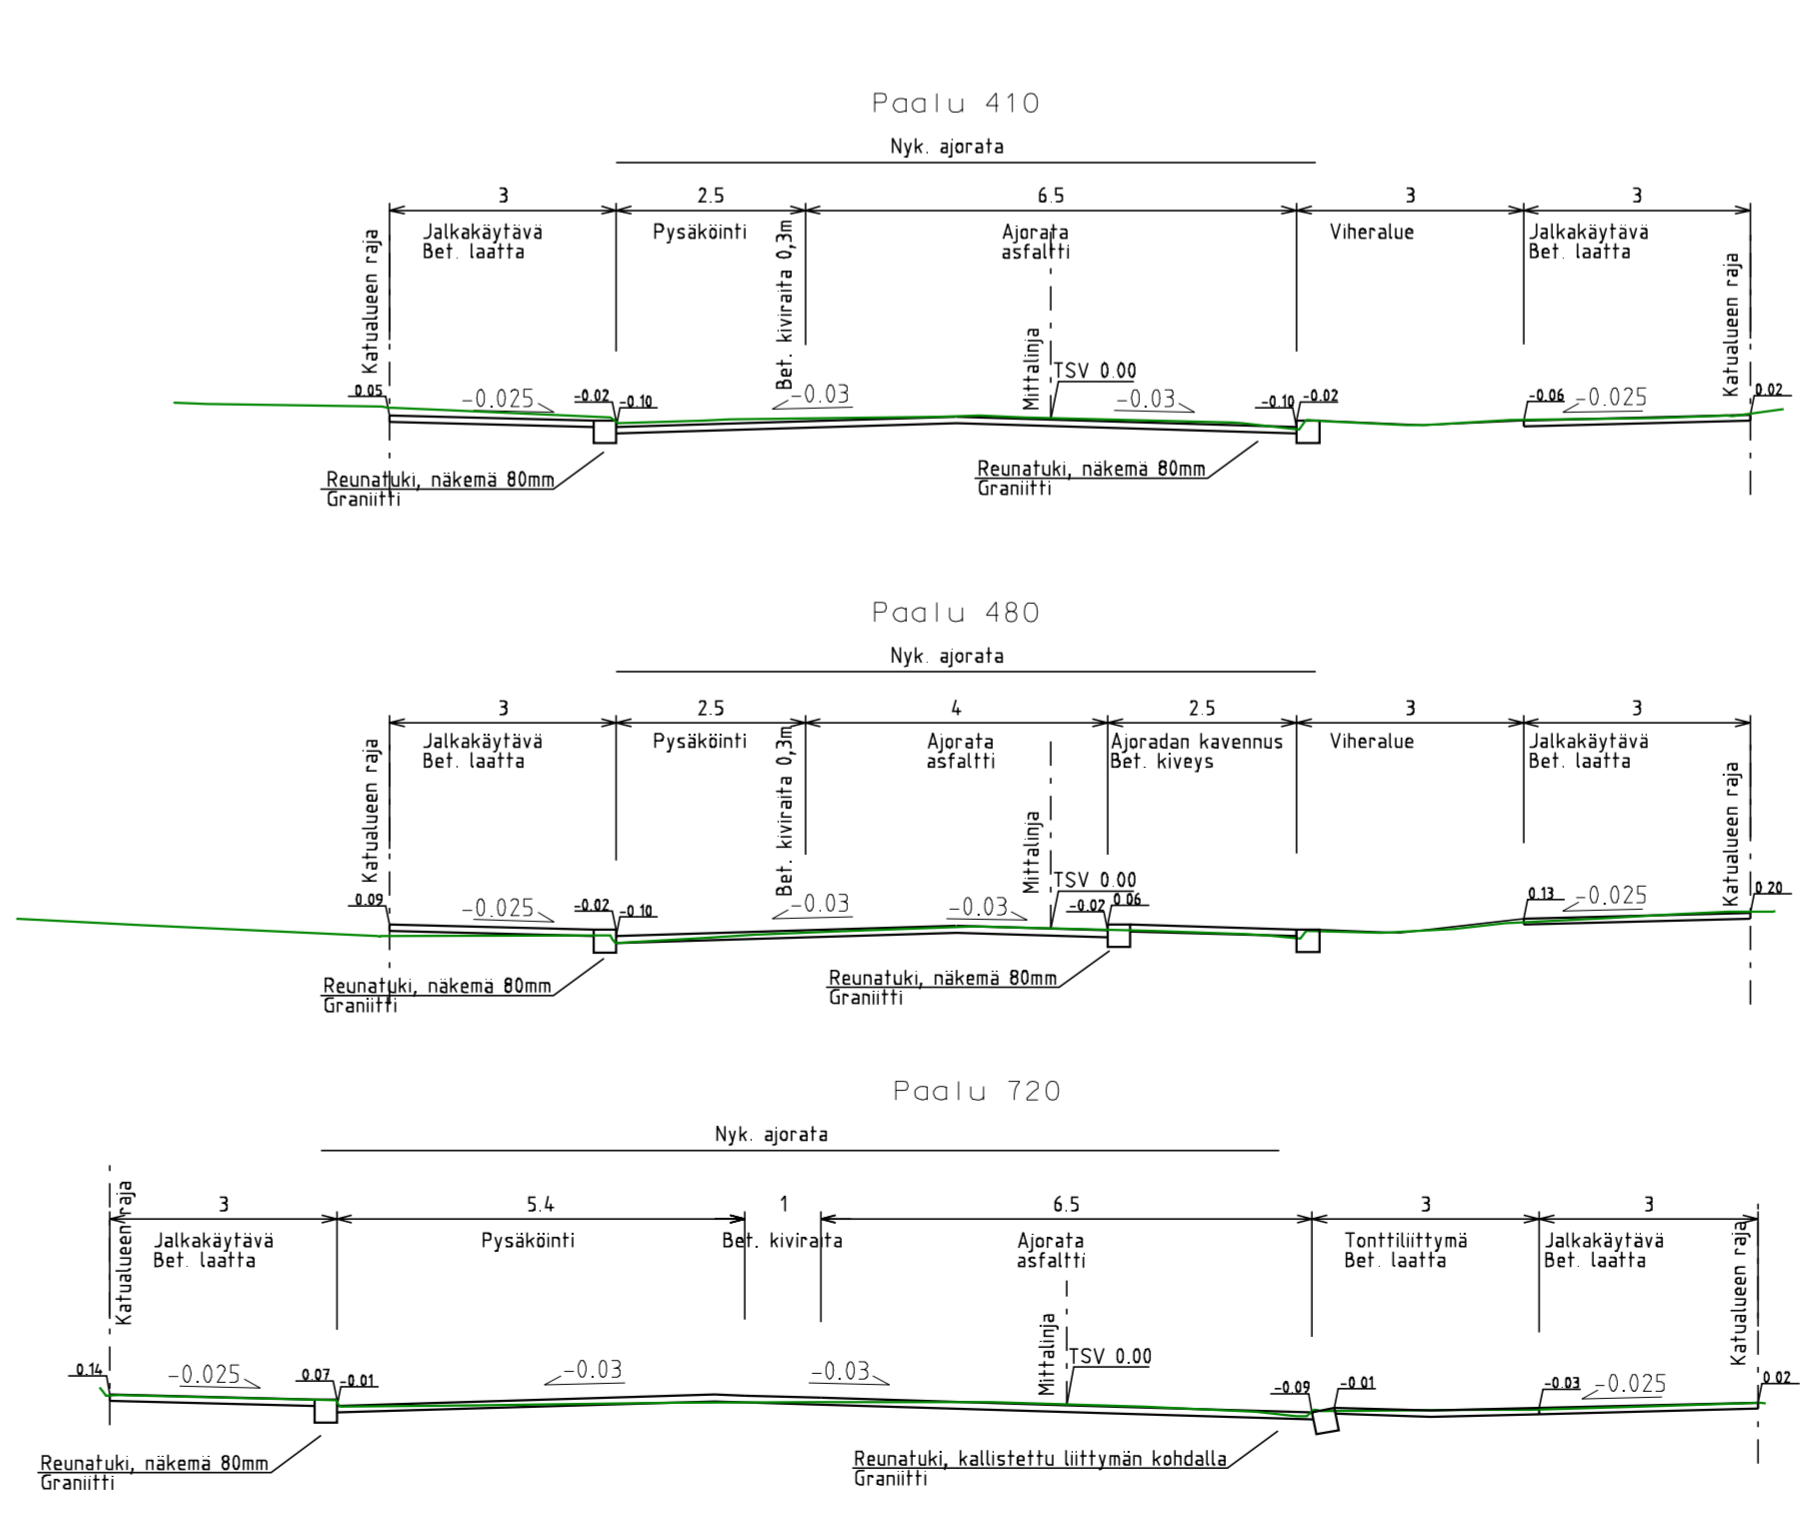 Paalu 410
Nyk. ajorata
3
2.5
6.5
3
3
Katualueen raja
Jalkakäytävä
Bet. laatta
Pysäköinti
Bet. kiviraita 0,3m
Ajorata
asfaltti
Mittalinja
Viheralue
Jalkakäytävä
Bet. laatta
Katualueen raja
0.05
-0.025
-0.02
-0.10
-0.03
TSV 0.00
-0.03
-0.10
-0.02
-0.06
-0.025
0.02
Reunatuki, näkemä 80mm
Graniitti
Reunatuki, näkemä 80mm
Graniitti
Paalu 480
Nyk. ajorata
3
2.5
4
2.5
3
3
Katualueen raja
Jalkakäytävä
Bet. laatta
Pysäköinti
Bet. kiviraita 0,3m
Ajorata
asfaltti
Mittalinja
Ajoradan kavennus
Bet. kiveys
Viheralue
Jalkakäytävä
Bet. laatta
Katualueen raja
0.09
-0.025
-0.02
-0.10
-0.03
-0.03
TSV 0.00
-0.02
0.06
0.13
-0.025
0.20
Reunatuki, näkemä 80mm
Graniitti
Reunatuki, näkemä 80mm
Graniitti
Paalu 720
Nyk. ajorata
3
5.4
1
6.5
3
3
Katualueen raja
Jalkakäytävä
Bet. laatta
Pysäköinti
Bet. kiviraita
Ajorata
asfaltti
Mittalinja
Tonttiliittymä
Bet. laatta
Jalkakäytävä
Bet. laatta
Katualueen raja
0.14
-0.025
0.07
-0.01
-0.03
-0.03
TSV 0.00
-0.09
-0.01
-0.03
-0.025
0.02
Reunatuki, näkemä 80mm
Graniitti
Reunatuki, kallistettu liittymän kohdalla
Graniitti